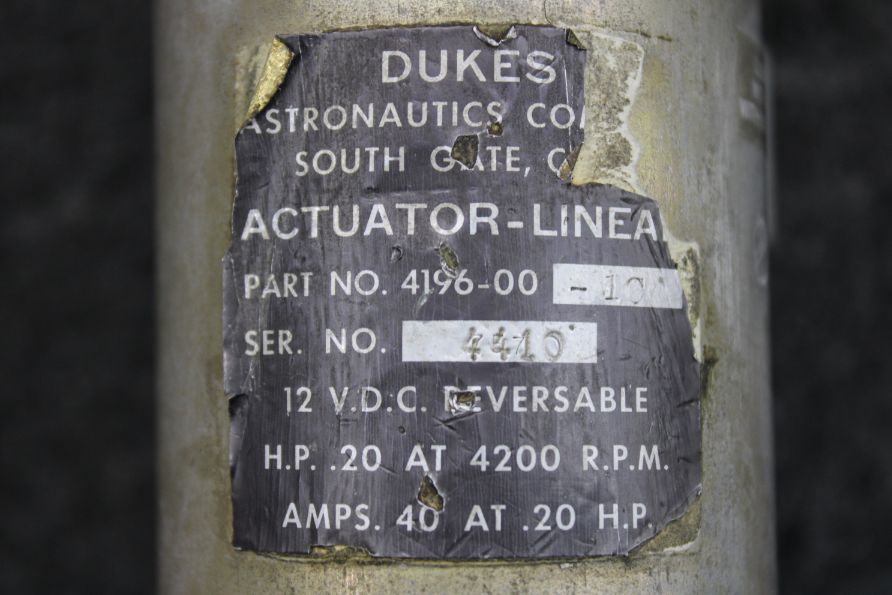 DUKES
ASTRONAUTICS CO
SOUTH GATE, C
ACTUATOR-LINEA
PART NO. 4196-00 -10
SER. NO. 4410
12 V.D.C. REVERSABLE
H.P. .20 AT 4200 R.P.M.
AMPS. 40 AT .20 H.P.